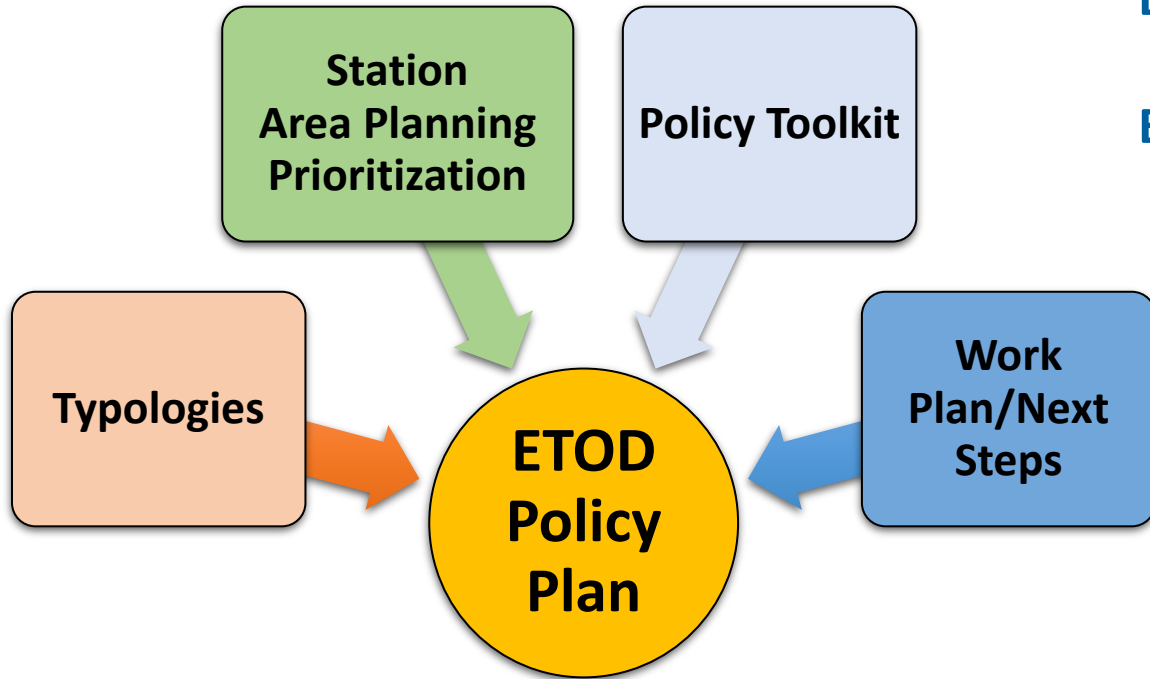 Station
Area Planning
Prioritization
Policy Toolkit
Typologies
Work
Plan/Next
Steps
ETOD
Policy
Plan